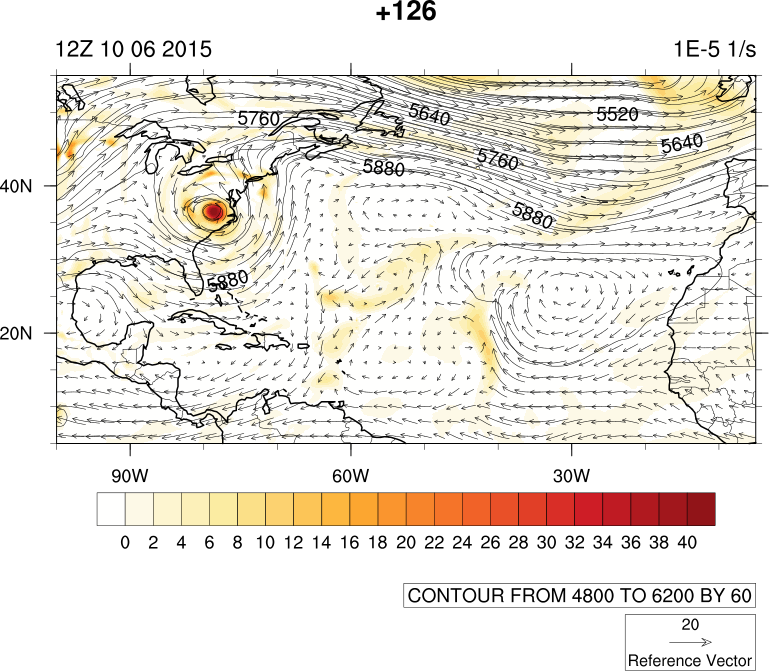 +126
12Z 10 06 2015 1E-5 1/s
5760 5640 5520
5640
5880 5760
40N
5880
5880
20N
90W 60W 30W
0 2 4 6 8 10 12 14 16 18 20 22 24 26 28 30 32 34 36 38 40
CONTOUR FROM 4800 TO 6200 BY 60
20
Reference Vector